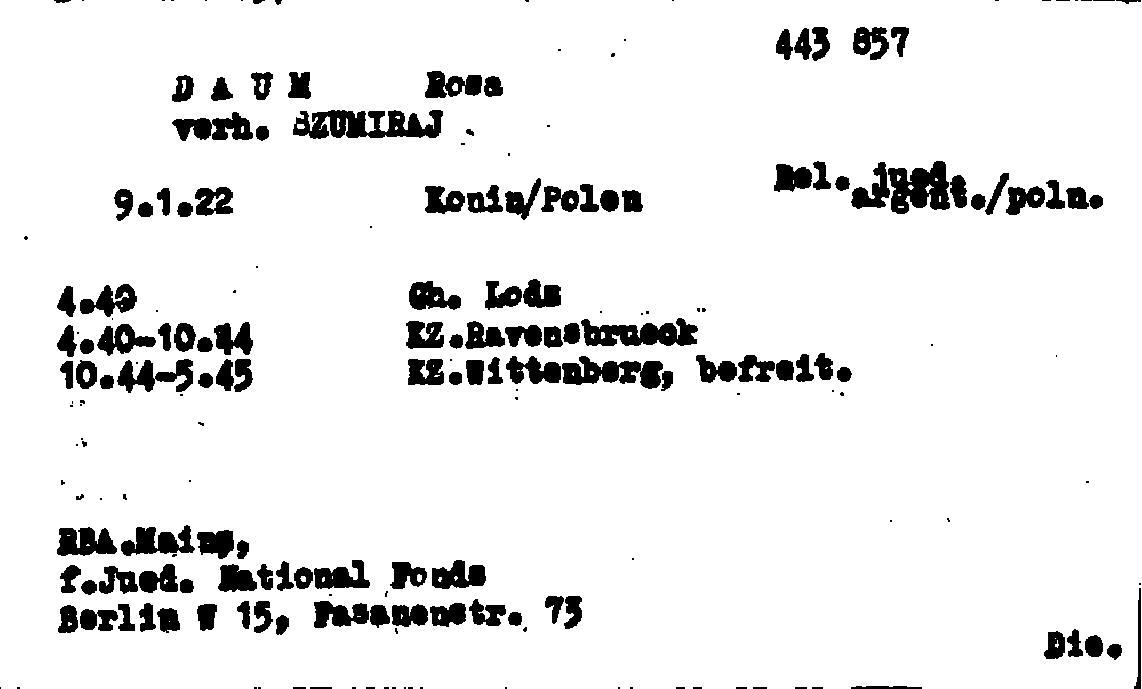 443 857
D A U M Rosa
verh. SZUMIRAJ
9.1.22 Konin/Polen Rel. jued.
argent./poln.
4.40 Gh. Lodz
4.40-10.44 KZ.Ravensbrueck
10.44-5.45 KZ.Wittenberg, befreit.
RBA.Mainz,
f.Jued. National Fonds
Berlin W 15, Fasanenstr. 73
Die.